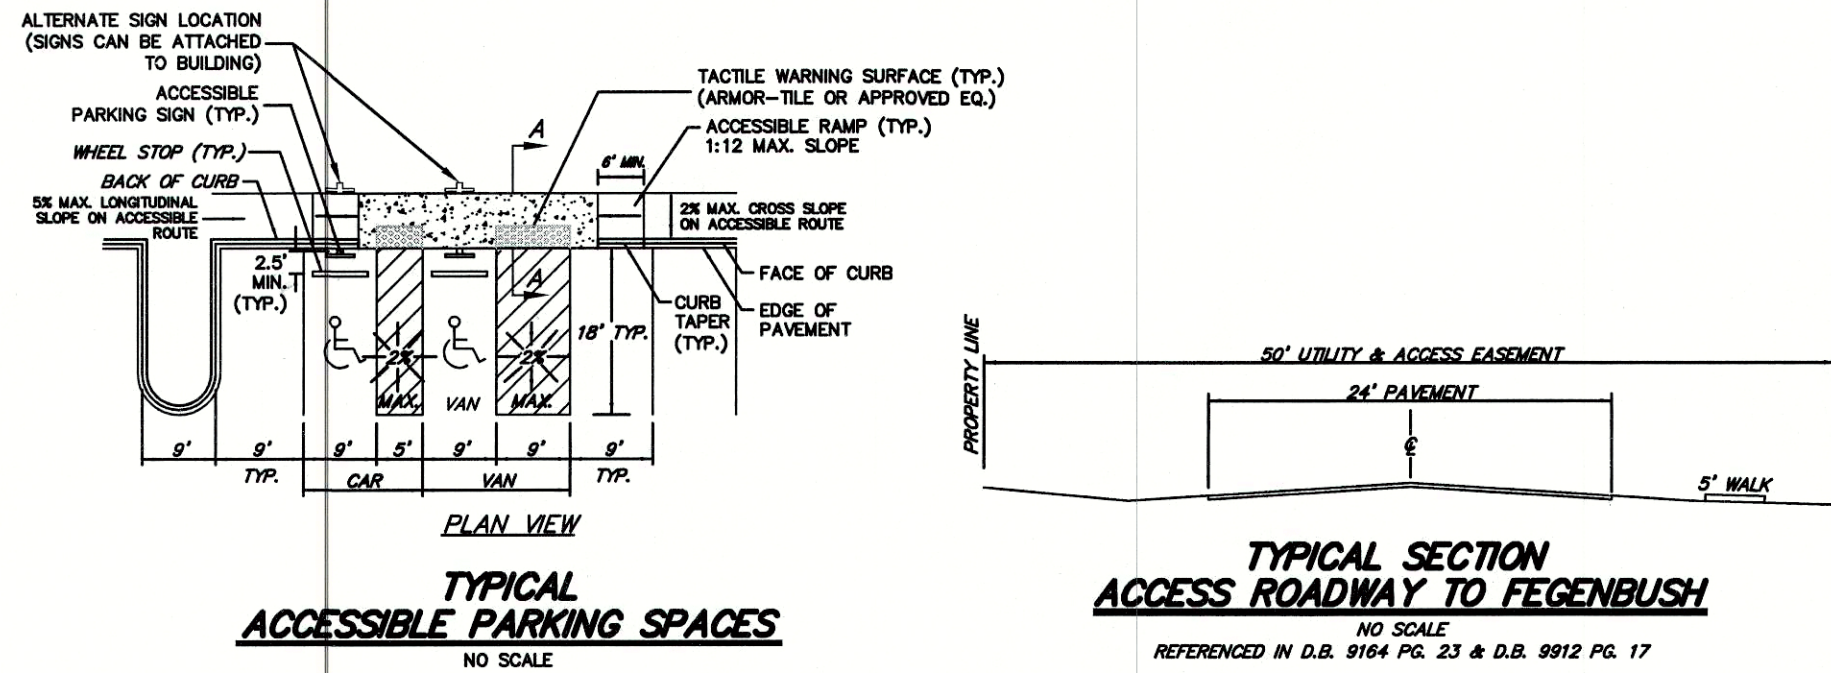 ALTERNATE SIGN LOCATION
(SIGNS CAN BE ATTACHED
TO BUILDING)
ACCESSIBLE
PARKING SIGN (TYP.)
WHEEL STOP (TYP.)
BACK OF CURB
5% MAX. LONGITUDINAL
SLOPE ON ACCESSIBLE
ROUTE
2.5'
MIN.
(TYP.)
TACTILE WARNING SURFACE (TYP.)
(ARMOR-TILE OR APPROVED EQ.)
ACCESSIBLE RAMP (TYP.)
1:12 MAX. SLOPE
A
6' MIN.
2% MAX. CROSS SLOPE
ON ACCESSIBLE ROUTE
A
FACE OF CURB
CURB
TAPER
(TYP.)
EDGE OF
PAVEMENT
18' TYP.
2%
MAX.
VAN
2%
MAX.
9'
9'
TYP.
9'
5'
9'
9'
9'
TYP.
CAR
VAN
PLAN VIEW
TYPICAL
ACCESSIBLE PARKING SPACES
NO SCALE
PROPERTY LINE
50' UTILITY & ACCESS EASEMENT
24' PAVEMENT
℄
5' WALK
TYPICAL SECTION
ACCESS ROADWAY TO FEGENBUSH
NO SCALE
REFERENCED IN D.B. 9164 PG. 23 & D.B. 9912 PG. 17